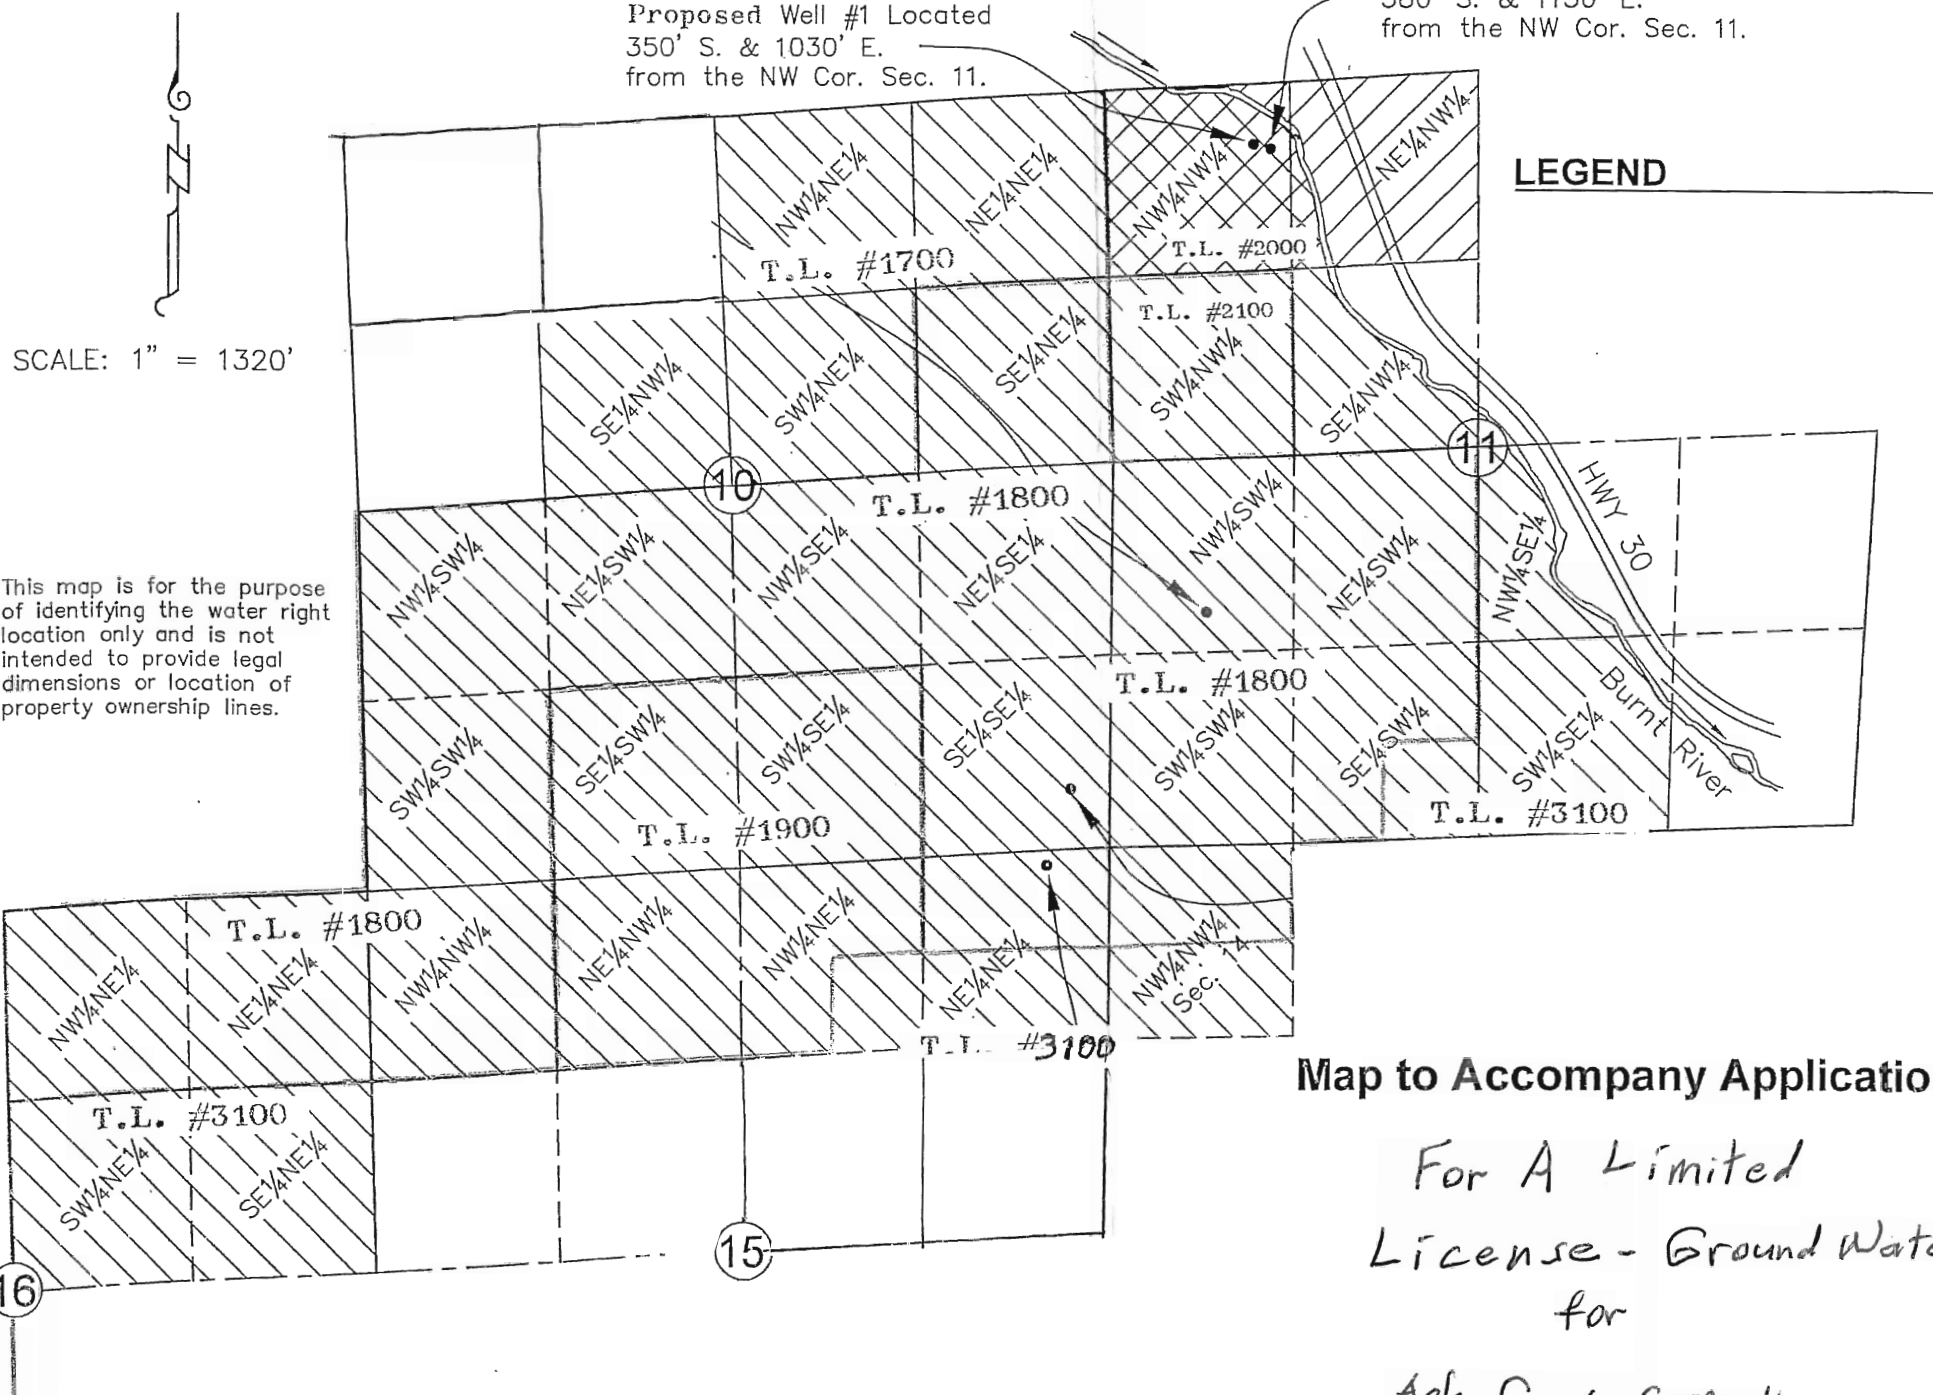 Proposed Well #1 Located
350' S. & 1030' E.
from the NW Cor. Sec. 11.
from the NW Cor. Sec. 11.
LEGEND
SCALE: 1" = 1320'
This map is for the purpose
of identifying the water right
location only and is not
intended to provide legal
dimensions or location of
property ownership lines.
NW¼NE¼
NE¼NE¼
NW¼NW¼
NE¼NW¼
T.L. #1700
T.L. #2000
T.L. #2100
SE¼NW¼
SW¼NE¼
SE¼NE¼
SW¼NW¼
SE¼NW¼
10
11
T.L. #1800
HWY 30
NW¼SW¼
NE¼SW¼
NW¼SE¼
NE¼SE¼
NW¼SW¼
NE¼SW¼
NW¼SE¼
T.L. #1800
Burnt River
SW¼SW¼
SE¼SW¼
SW¼SE¼
SE¼SE¼
SW¼SW¼
SE¼SW¼
SW¼SE¼
T.L. #1900
T.L. #3100
T.L. #1800
NW¼NE¼
NE¼NE¼
NW¼NW¼
NE¼NW¼
NW¼NE¼
NE¼NE¼
NW¼NW¼
Sec. 14
T.L. #3100
T.L. #3100
SW¼NE¼
SE¼NE¼
15
16
Map to Accompany Applicatio
For A Limited
License - Ground Wate
for